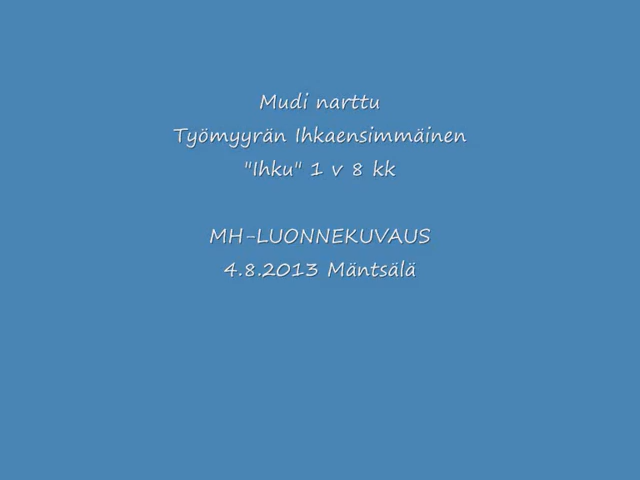 Mudi narttu
Työmyyrän Ihkaensimmäinen
"Ihku" 1 v 8 kk
MH-LUONNEKUVAUS
4.8.2013 Mäntsälä